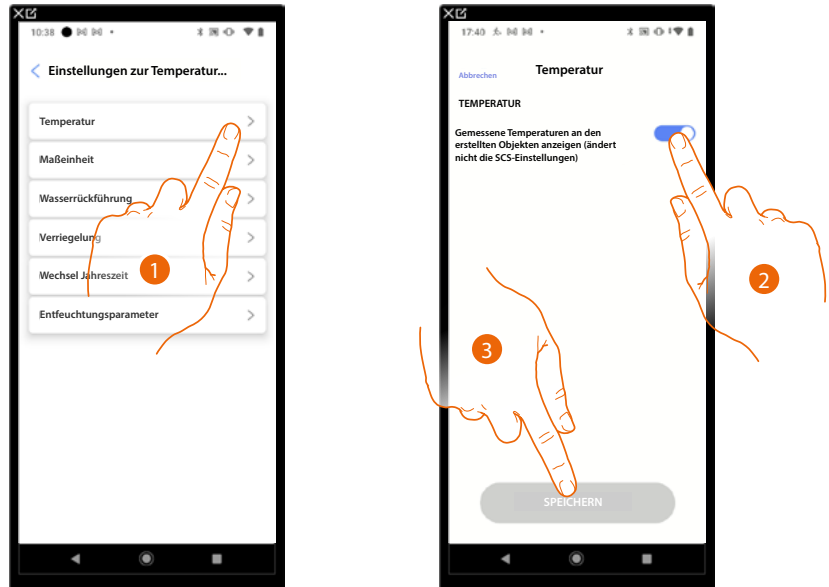 10:38
Einstellungen zur Temperatur...
Temperatur
Maßeinheit
Wasserrückführung
Verriegelung
Wechsel Jahreszeit
Entfeuchtungsparameter
1
17:40
Abbrechen
Temperatur
TEMPERATUR
Gemessene Temperaturen an den
erstellten Objekten anzeigen (ändert
nicht die SCS-Einstellungen)
2
3
SPEICHERN